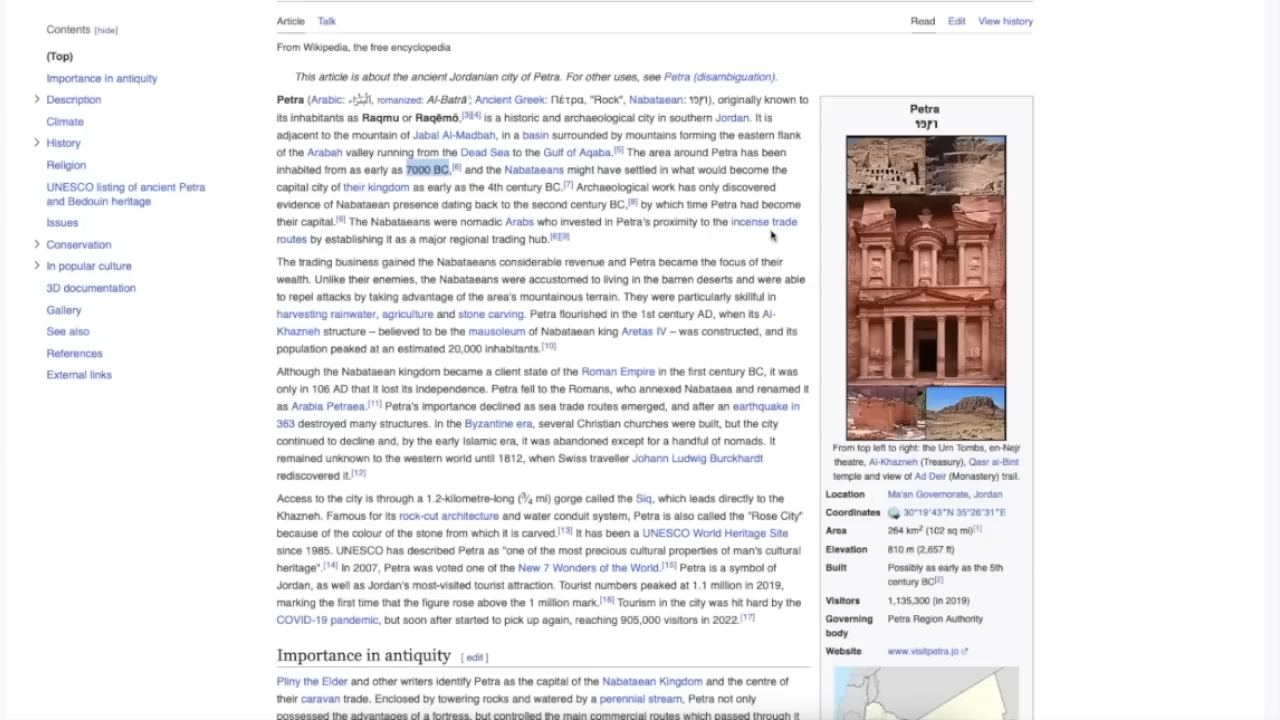 Contents [hide]
(Top)
Importance in antiquity
Description
Climate
History
Religion
UNESCO listing of ancient Petra
and Bedouin heritage
Issues
Conservation
In popular culture
3D documentation
Gallery
See also
References
External links
Article Talk
Read Edit View history
From Wikipedia, the free encyclopedia
This article is about the ancient Jordanian city of Petra. For other uses, see Petra (disambiguation).
Petra (Arabic: romanized: Al-Batrāʾ; Ancient Greek: Πέτρα, "Rock", Nabataean: ), originally known to
its inhabitants as Raqmu or Raqēmō,[3][4] is a historic and archaeological city in southern Jordan. It is
adjacent to the mountain of Jabal Al-Madbah, in a basin surrounded by mountains forming the eastern flank
of the Arabah valley running from the Dead Sea to the Gulf of Aqaba.[5] The area around Petra has been
inhabited from as early as 7000 BC,[6] and the Nabataeans might have settled in what would become the
capital city of their kingdom as early as the 4th century BC.[7] Archaeological work has only discovered
evidence of Nabataean presence dating back to the second century BC,[8] by which time Petra had become
their capital.[6] The Nabataeans were nomadic Arabs who invested in Petra's proximity to the incense trade
routes by establishing it as a major regional trading hub.[6][9]
The trading business gained the Nabataeans considerable revenue and Petra became the focus of their
wealth. Unlike their enemies, the Nabataeans were accustomed to living in the barren deserts and were able
to repel attacks by taking advantage of the area's mountainous terrain. They were particularly skillful in
harvesting rainwater, agriculture and stone carving. Petra flourished in the 1st century AD, when its Al-
Khazneh structure – believed to be the mausoleum of Nabataean king Aretas IV – was constructed, and its
population peaked at an estimated 20,000 inhabitants.[10]
Although the Nabataean kingdom became a client state of the Roman Empire in the first century BC, it was
only in 106 AD that it lost its independence. Petra fell to the Romans, who annexed Nabataea and renamed it
as Arabia Petraea.[11] Petra's importance declined as sea trade routes emerged, and after an earthquake in
363 destroyed many structures. In the Byzantine era, several Christian churches were built, but the city
continued to decline and, by the early Islamic era, it was abandoned except for a handful of nomads. It
remained unknown to the western world until 1812, when Swiss traveller Johann Ludwig Burckhardt
rediscovered it.[12]
Access to the city is through a 1.2-kilometre-long (3⁄4 mi) gorge called the Siq, which leads directly to the
Khazneh. Famous for its rock-cut architecture and water conduit system, Petra is also called the "Rose City"
because of the colour of the stone from which it is carved.[13] It has been a UNESCO World Heritage Site
since 1985. UNESCO has described Petra as "one of the most precious cultural properties of man's cultural
heritage".[14] In 2007, Petra was voted one of the New 7 Wonders of the World.[15] Petra is a symbol of
Jordan, as well as Jordan's most-visited tourist attraction. Tourist numbers peaked at 1.1 million in 2019,
marking the first time that the figure rose above the 1 million mark.[16] Tourism in the city was hit hard by the
COVID-19 pandemic, but soon after started to pick up again, reaching 905,000 visitors in 2022.[17]
Importance in antiquity [ edit ]
Pliny the Elder and other writers identify Petra as the capital of the Nabataean Kingdom and the centre of
their caravan trade. Enclosed by towering rocks and watered by a perennial stream, Petra not only
possessed the advantages of a fortress, but controlled the main commercial routes which passed through it
Petra
From top left to right: the Urn Tombs, en-Nejr
theatre, Al-Khazneh (Treasury), Qasr al-Bint
temple and view of Ad Deir (Monastery) trail.
Location Ma'an Governorate, Jordan
Coordinates 30°19′43″N 35°26′31″E
Area 264 km2 (102 sq mi)[1]
Elevation 810 m (2,657 ft)
Built Possibly as early as the 5th
century BC[2]
Visitors 1,135,300 (in 2019)
Governing Petra Region Authority
body
Website www.visitpetra.jo